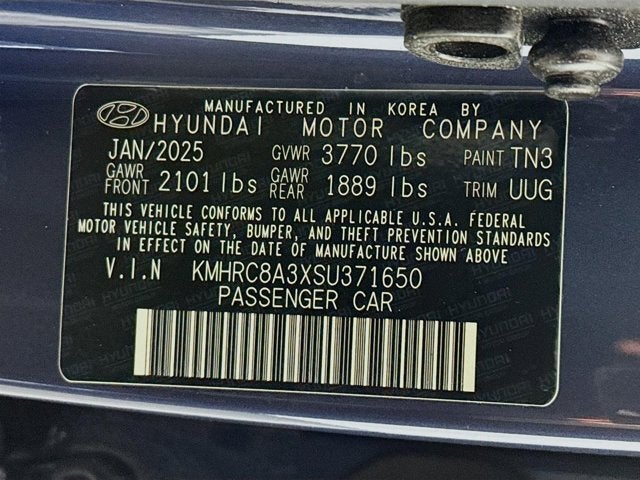 MANUFACTURED IN KOREA BY
HYUNDAI MOTOR COMPANY
JAN/2025 GVWR 3770 lbs PAINT TN3
GAWR FRONT 2101 lbs GAWR REAR 1889 lbs TRIM UUG
THIS VEHICLE CONFORMS TO ALL APPLICABLE U.S.A. FEDERAL
MOTOR VEHICLE SAFETY, BUMPER, AND THEFT PREVENTION STANDARDS
IN EFFECT ON THE DATE OF MANUFACTURE SHOWN ABOVE
V.I.N KMHRC8A3XSU371650
PASSENGER CAR